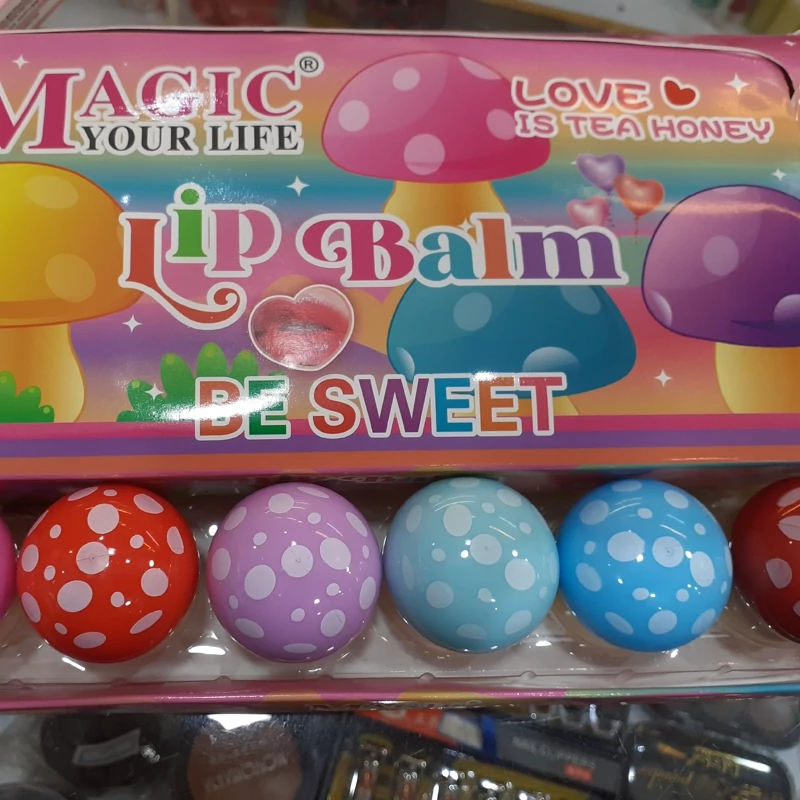 MAGIC®
YOUR LIFE
LOVE
IS TEA HONEY
Lip Balm
BE SWEET